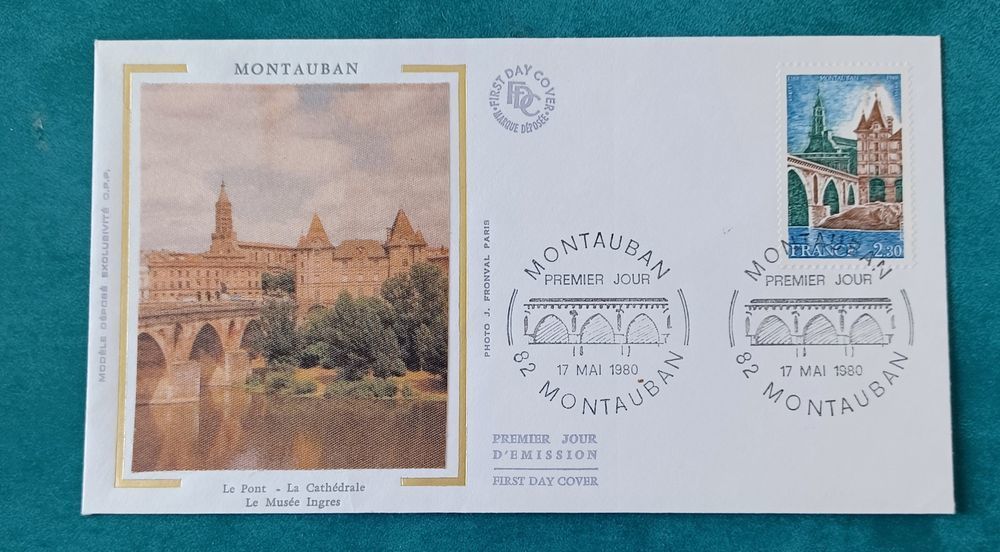 MONTAUBAN
MODÈLE DÉPOSÉ EXCLUSIVITÉ C.P.P.
PHOTO J. FRONVAL PARIS
Le Pont - La Cathédrale
Le Musée Ingres
FIRST DAY COVER
FDC
MARQUE DÉPOSÉE
MONTAUBAN
PREMIER JOUR
17 MAI 1980
82 MONTAUBAN
PREMIER JOUR
D'EMISSION
FIRST DAY COVER
MONTAUBAN
FRANCE 2.30
MONTAUBAN
PREMIER JOUR
17 MAI 1980
82 MONTAUBAN